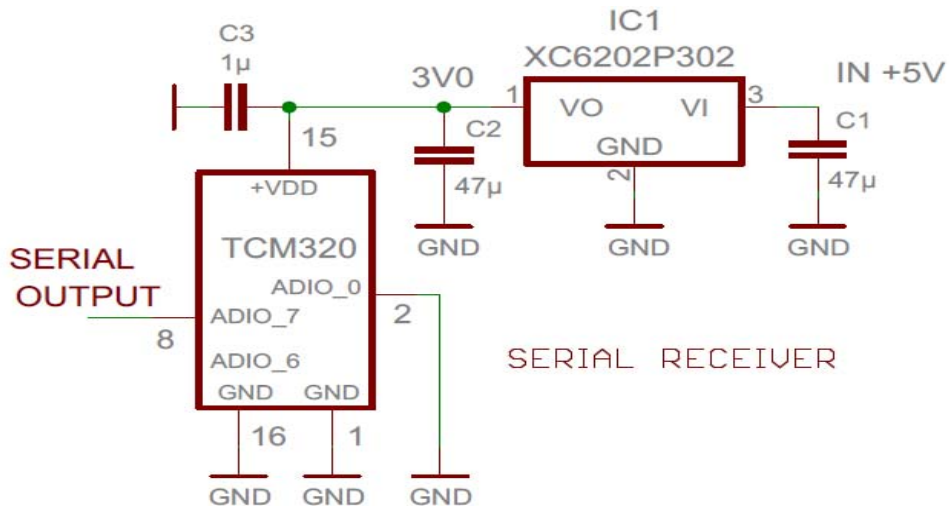 IC1
XC6202P302
C3
1µ
3V0
1
VO
VI
3
IN +5V
C1
15
C2
GND
2
47µ
47µ
+VDD
GND
GND
GND
TCM320
SERIAL
OUTPUT
ADIO_0
2
8
ADIO_7
ADIO_6
SERIAL RECEIVER
GND
GND
16
1
GND
GND
GND